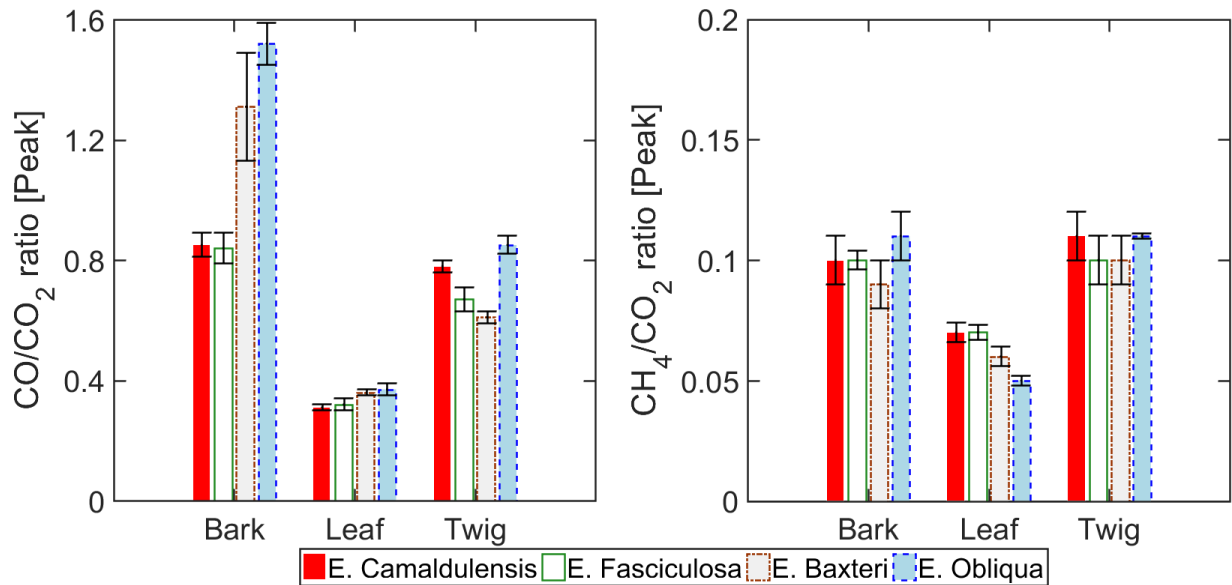 CO/CO2 ratio [Peak]
1.6
1.2
0.8
0.4
0
Bark Leaf Twig
CH4/CO2 ratio [Peak]
0.2
0.15
0.1
0.05
0
Bark Leaf Twig
E. Camaldulensis E. Fasciculosa E. Baxteri E. Obliqua